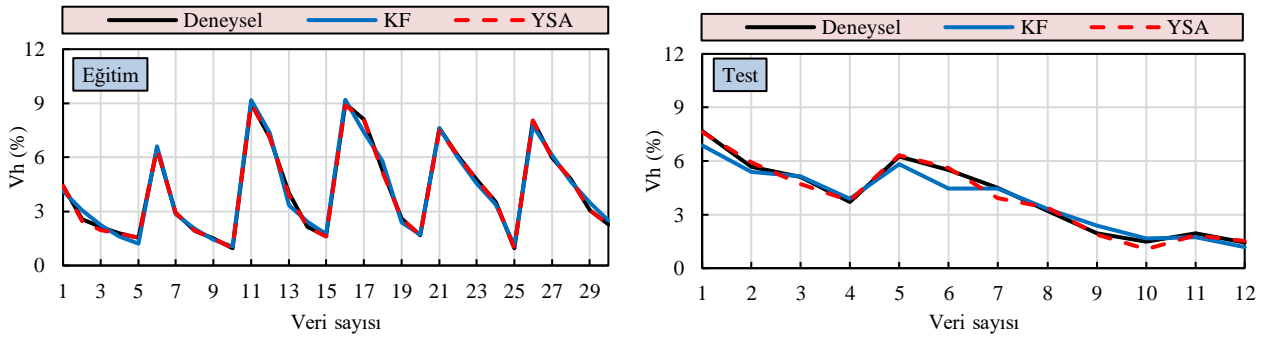 Deneysel KF YSA
12
9
6
3
0
Vh (%)
Eğitim
1 3 5 7 9 11 13 15 17 19 21 23 25 27 29
Veri sayısı
Deneysel KF YSA
12
9
6
3
0
Vh (%)
Test
1 2 3 4 5 6 7 8 9 10 11 12
Veri sayısı